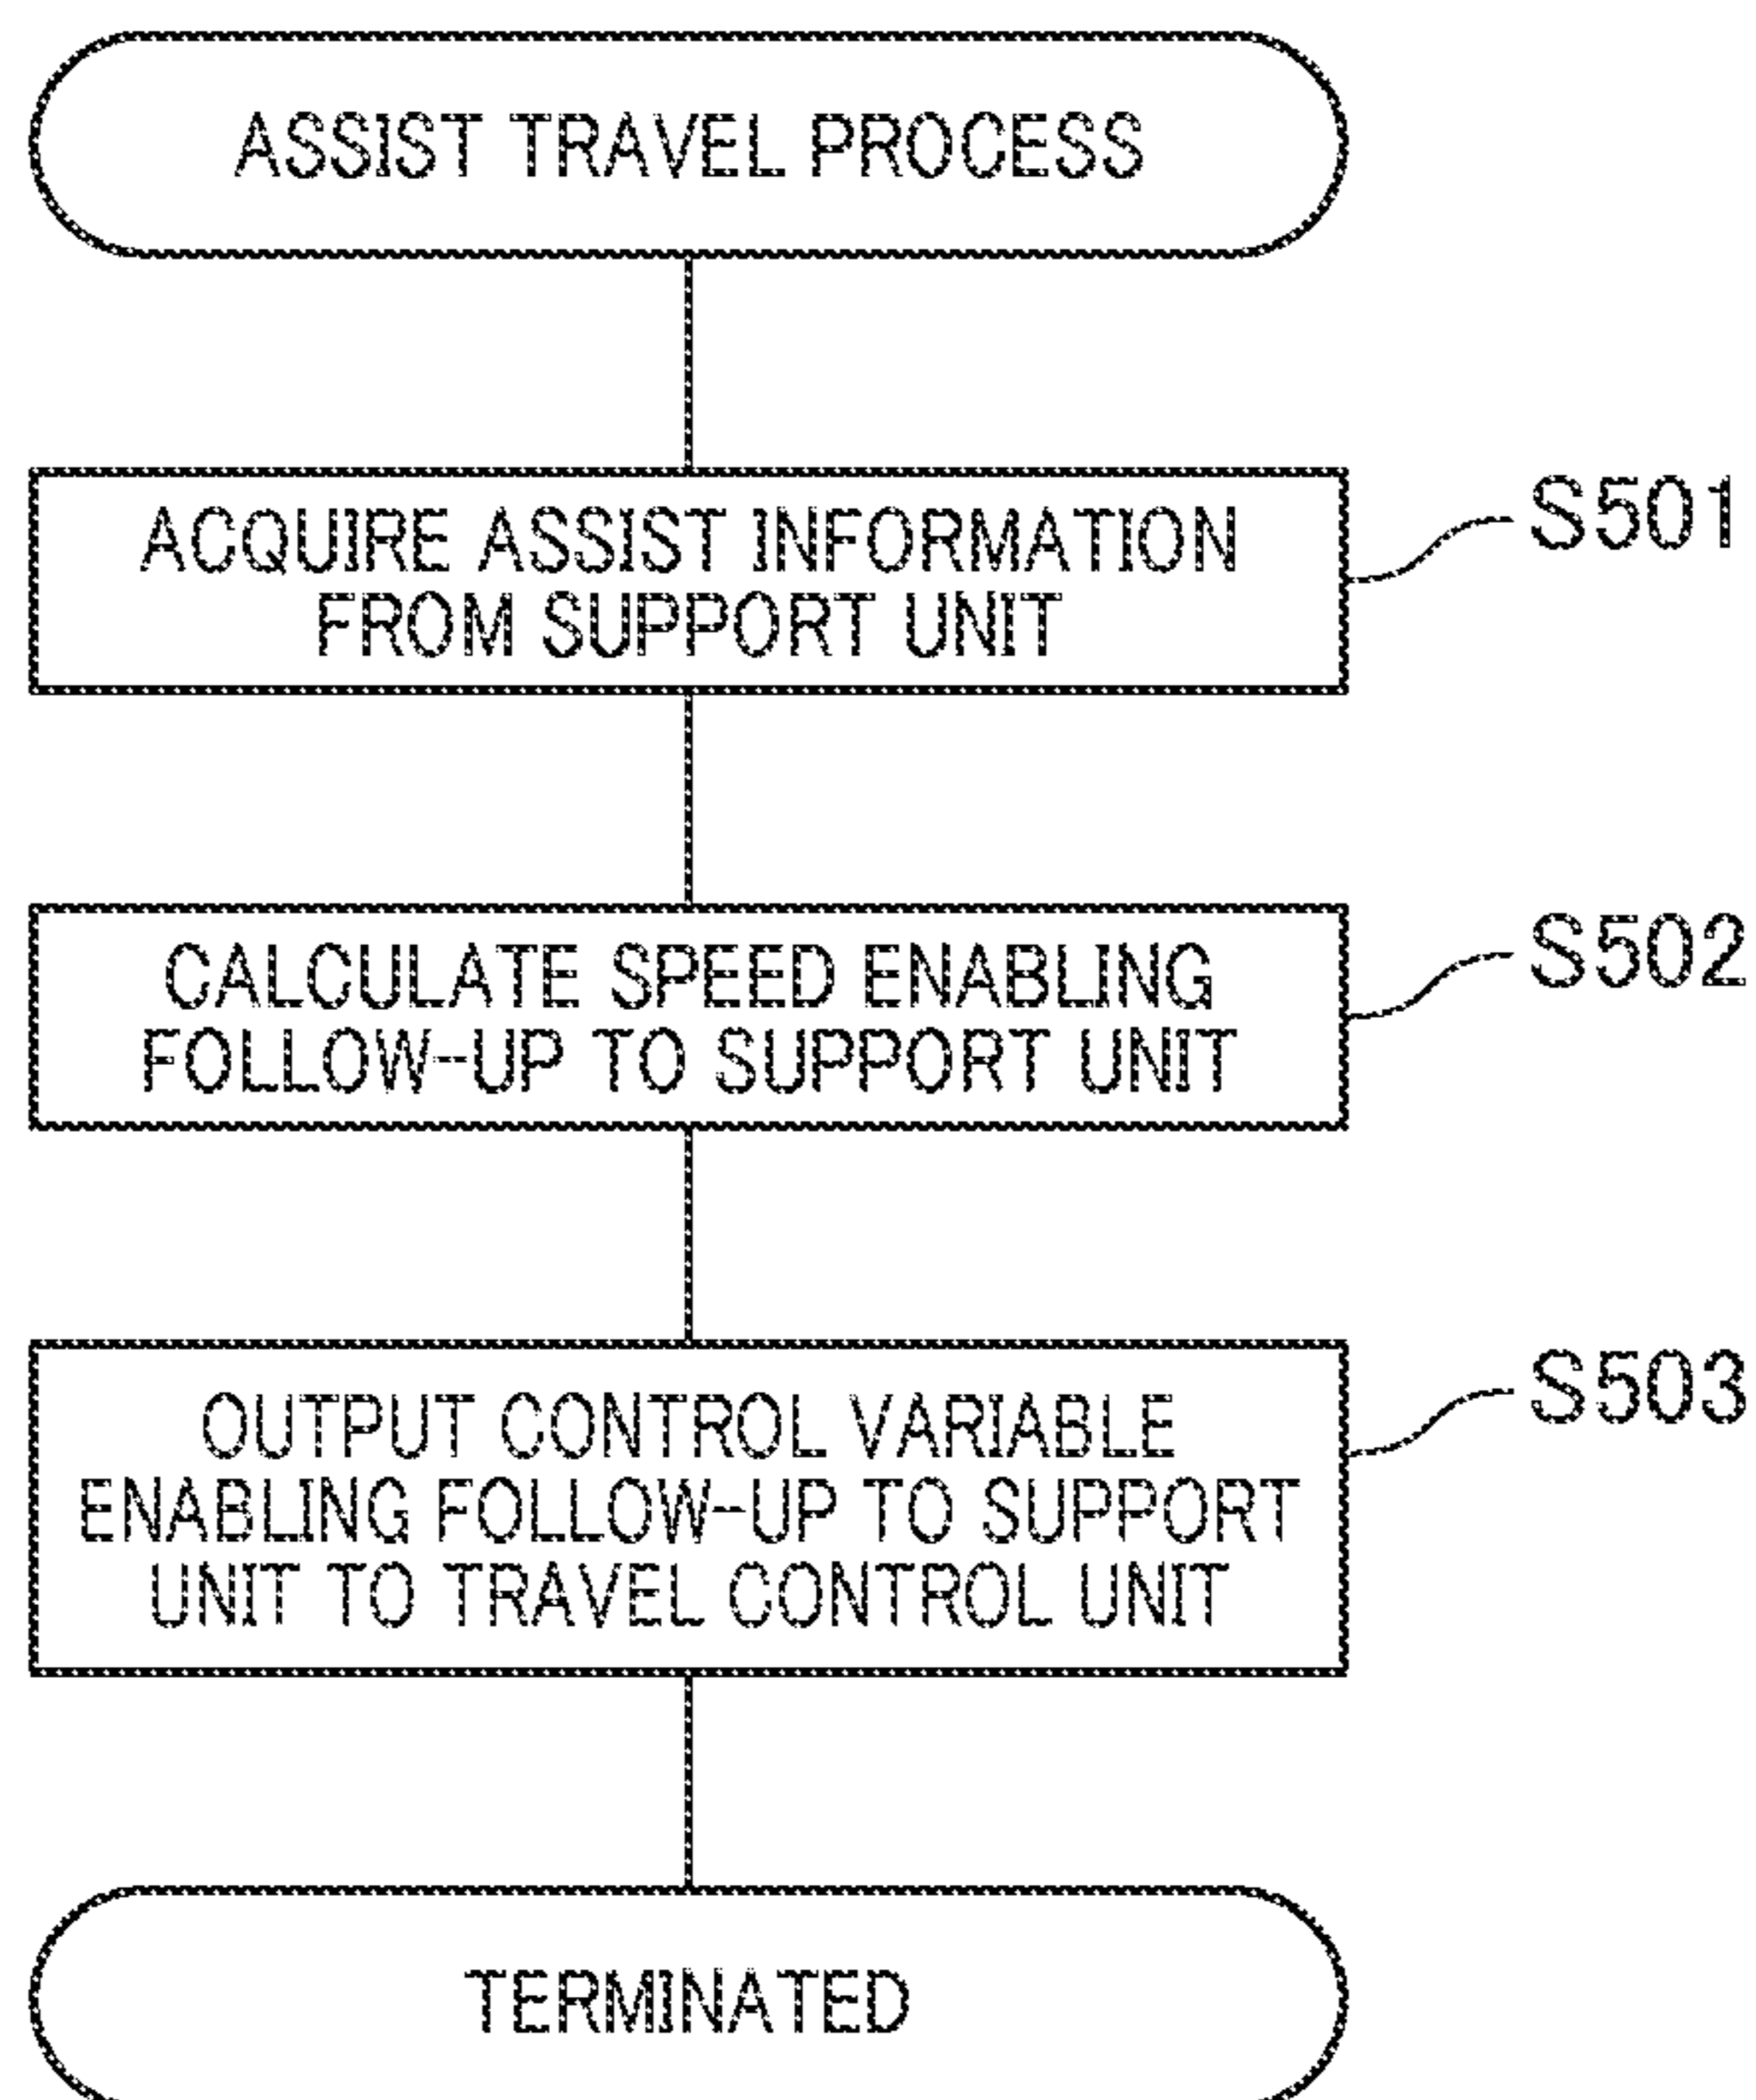 ASSIST TRAVEL PROCESS
ACQUIRE ASSIST INFORMATION
FROM SUPPORT UNIT
S501
CALCULATE SPEED ENABLING
FOLLOW-UP TO SUPPORT UNIT
S502
OUTPUT CONTROL VARIABLE
ENABLING FOLLOW-UP TO SUPPORT
UNIT TO TRAVEL CONTROL UNIT
S503
TERMINATED